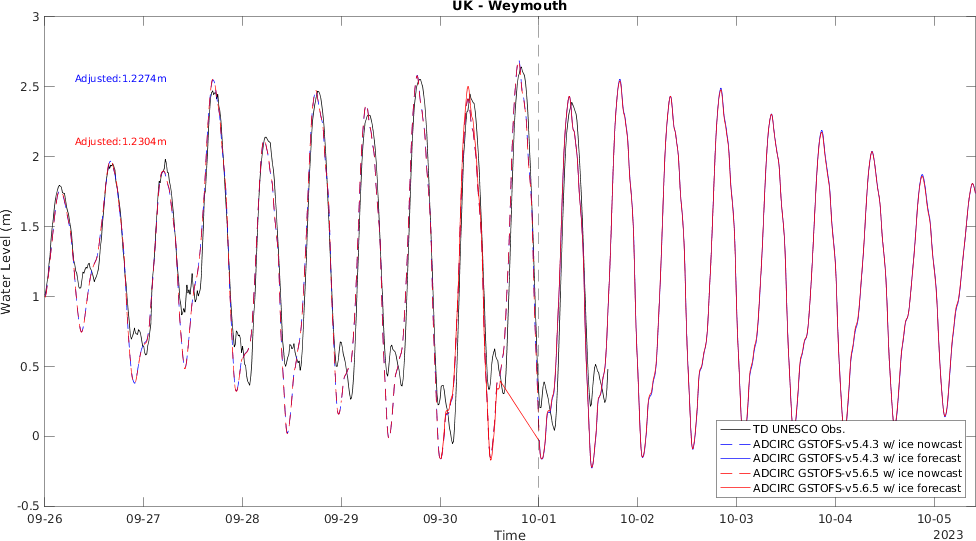 UK - Weymouth
3
2.5
2
1.5
1
0.5
0
-0.5
Water Level (m)
Adjusted:1.2274m
Adjusted:1.2304m
TD UNESCO Obs.
ADCIRC GSTOFS-v5.4.3 w/ ice nowcast
ADCIRC GSTOFS-v5.4.3 w/ ice forecast
ADCIRC GSTOFS-v5.6.5 w/ ice nowcast
ADCIRC GSTOFS-v5.6.5 w/ ice forecast
09-26 09-27 09-28 09-29 09-30 10-01 10-02 10-03 10-04 10-05
Time
2023